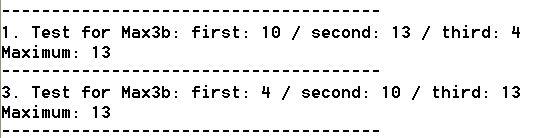 --------------------------------------
1. Test for Max3b: first: 10 / second: 13 / third: 4
Maximum: 13
--------------------------------------
3. Test for Max3b: first: 4 / second: 10 / third: 13
Maximum: 13
--------------------------------------